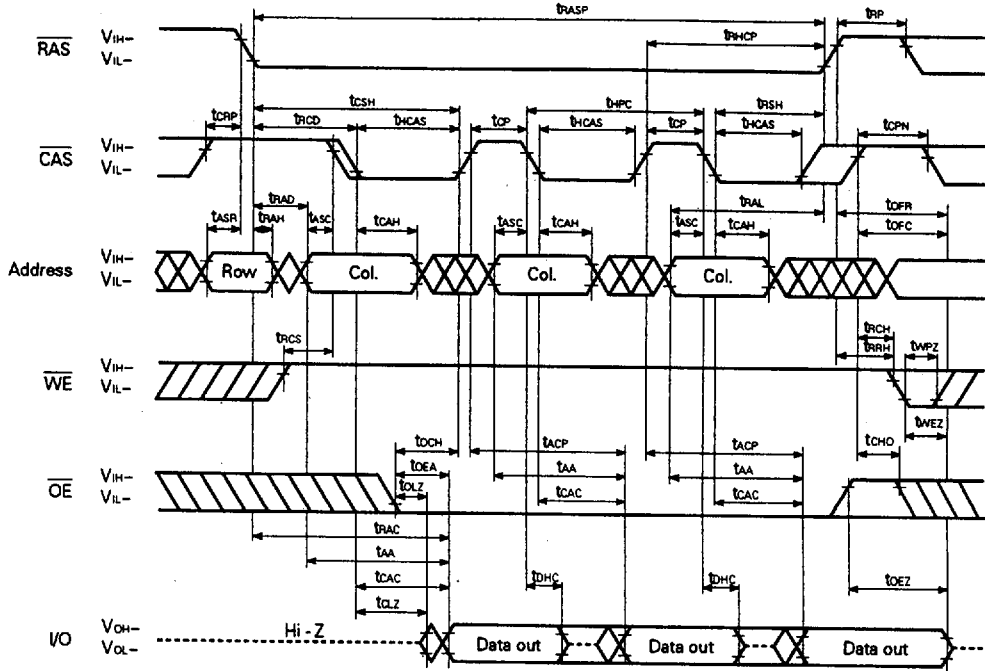 tRASP tRP
RAS VIH– tRHCP
VIL–
tCSH tHPC tRSH
tCRP tRCD tHCAS tCP tHCAS tCP tHCAS tCPN
CAS VIH–
VIL–
tRAD tRAL tOFR
tASR tRAH tASC tCAH tASC tCAH tASC tCAH tOFC
Address VIH– Row Col. Col. Col.
VIL–
tRCS tRCH tWPZ
tRRH
WE VIH–
VIL–
tWEZ
tOCH tACP tACP tCHO
tOEA
OE VIH– tOLZ tAA tAA
VIL– tCAC tCAC
tRAC
tAA
tCAC tDHC tDHC tOEZ
tCLZ
I/O VOH– Hi - Z Data out Data out Data out
VOL–